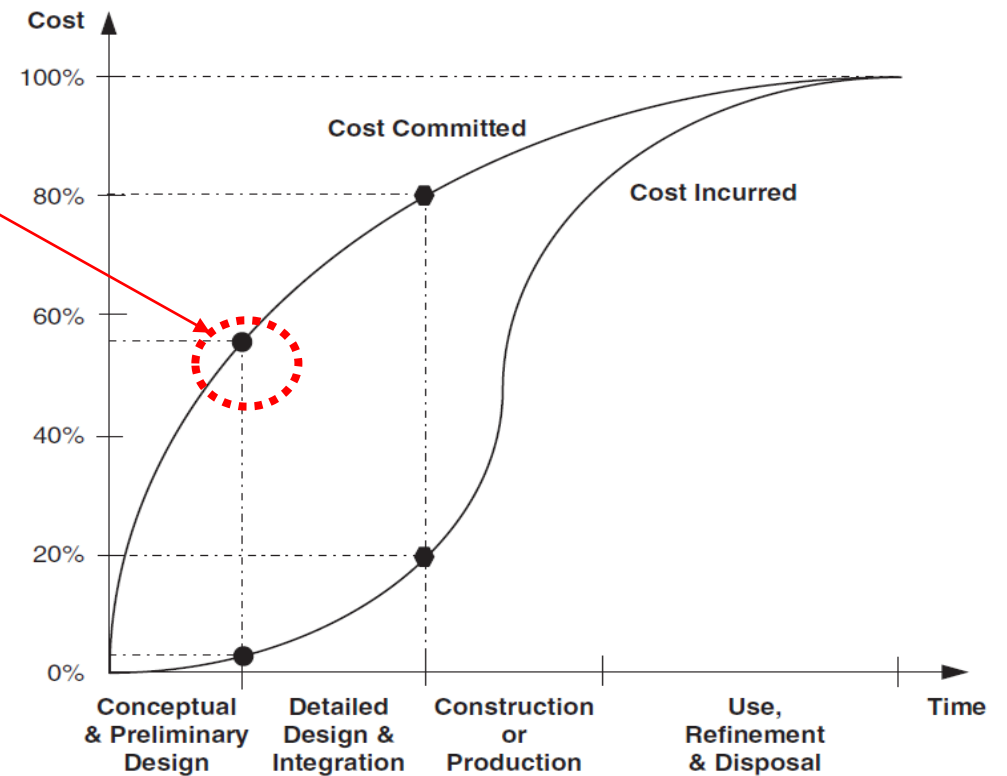 Cost
100%
Cost Committed
80%
Cost Incurred
60%
40%
20%
0%
Conceptual
& Preliminary
Design
Detailed
Design &
Integration
Construction
or
Production
Use,
Refinement
& Disposal
Time